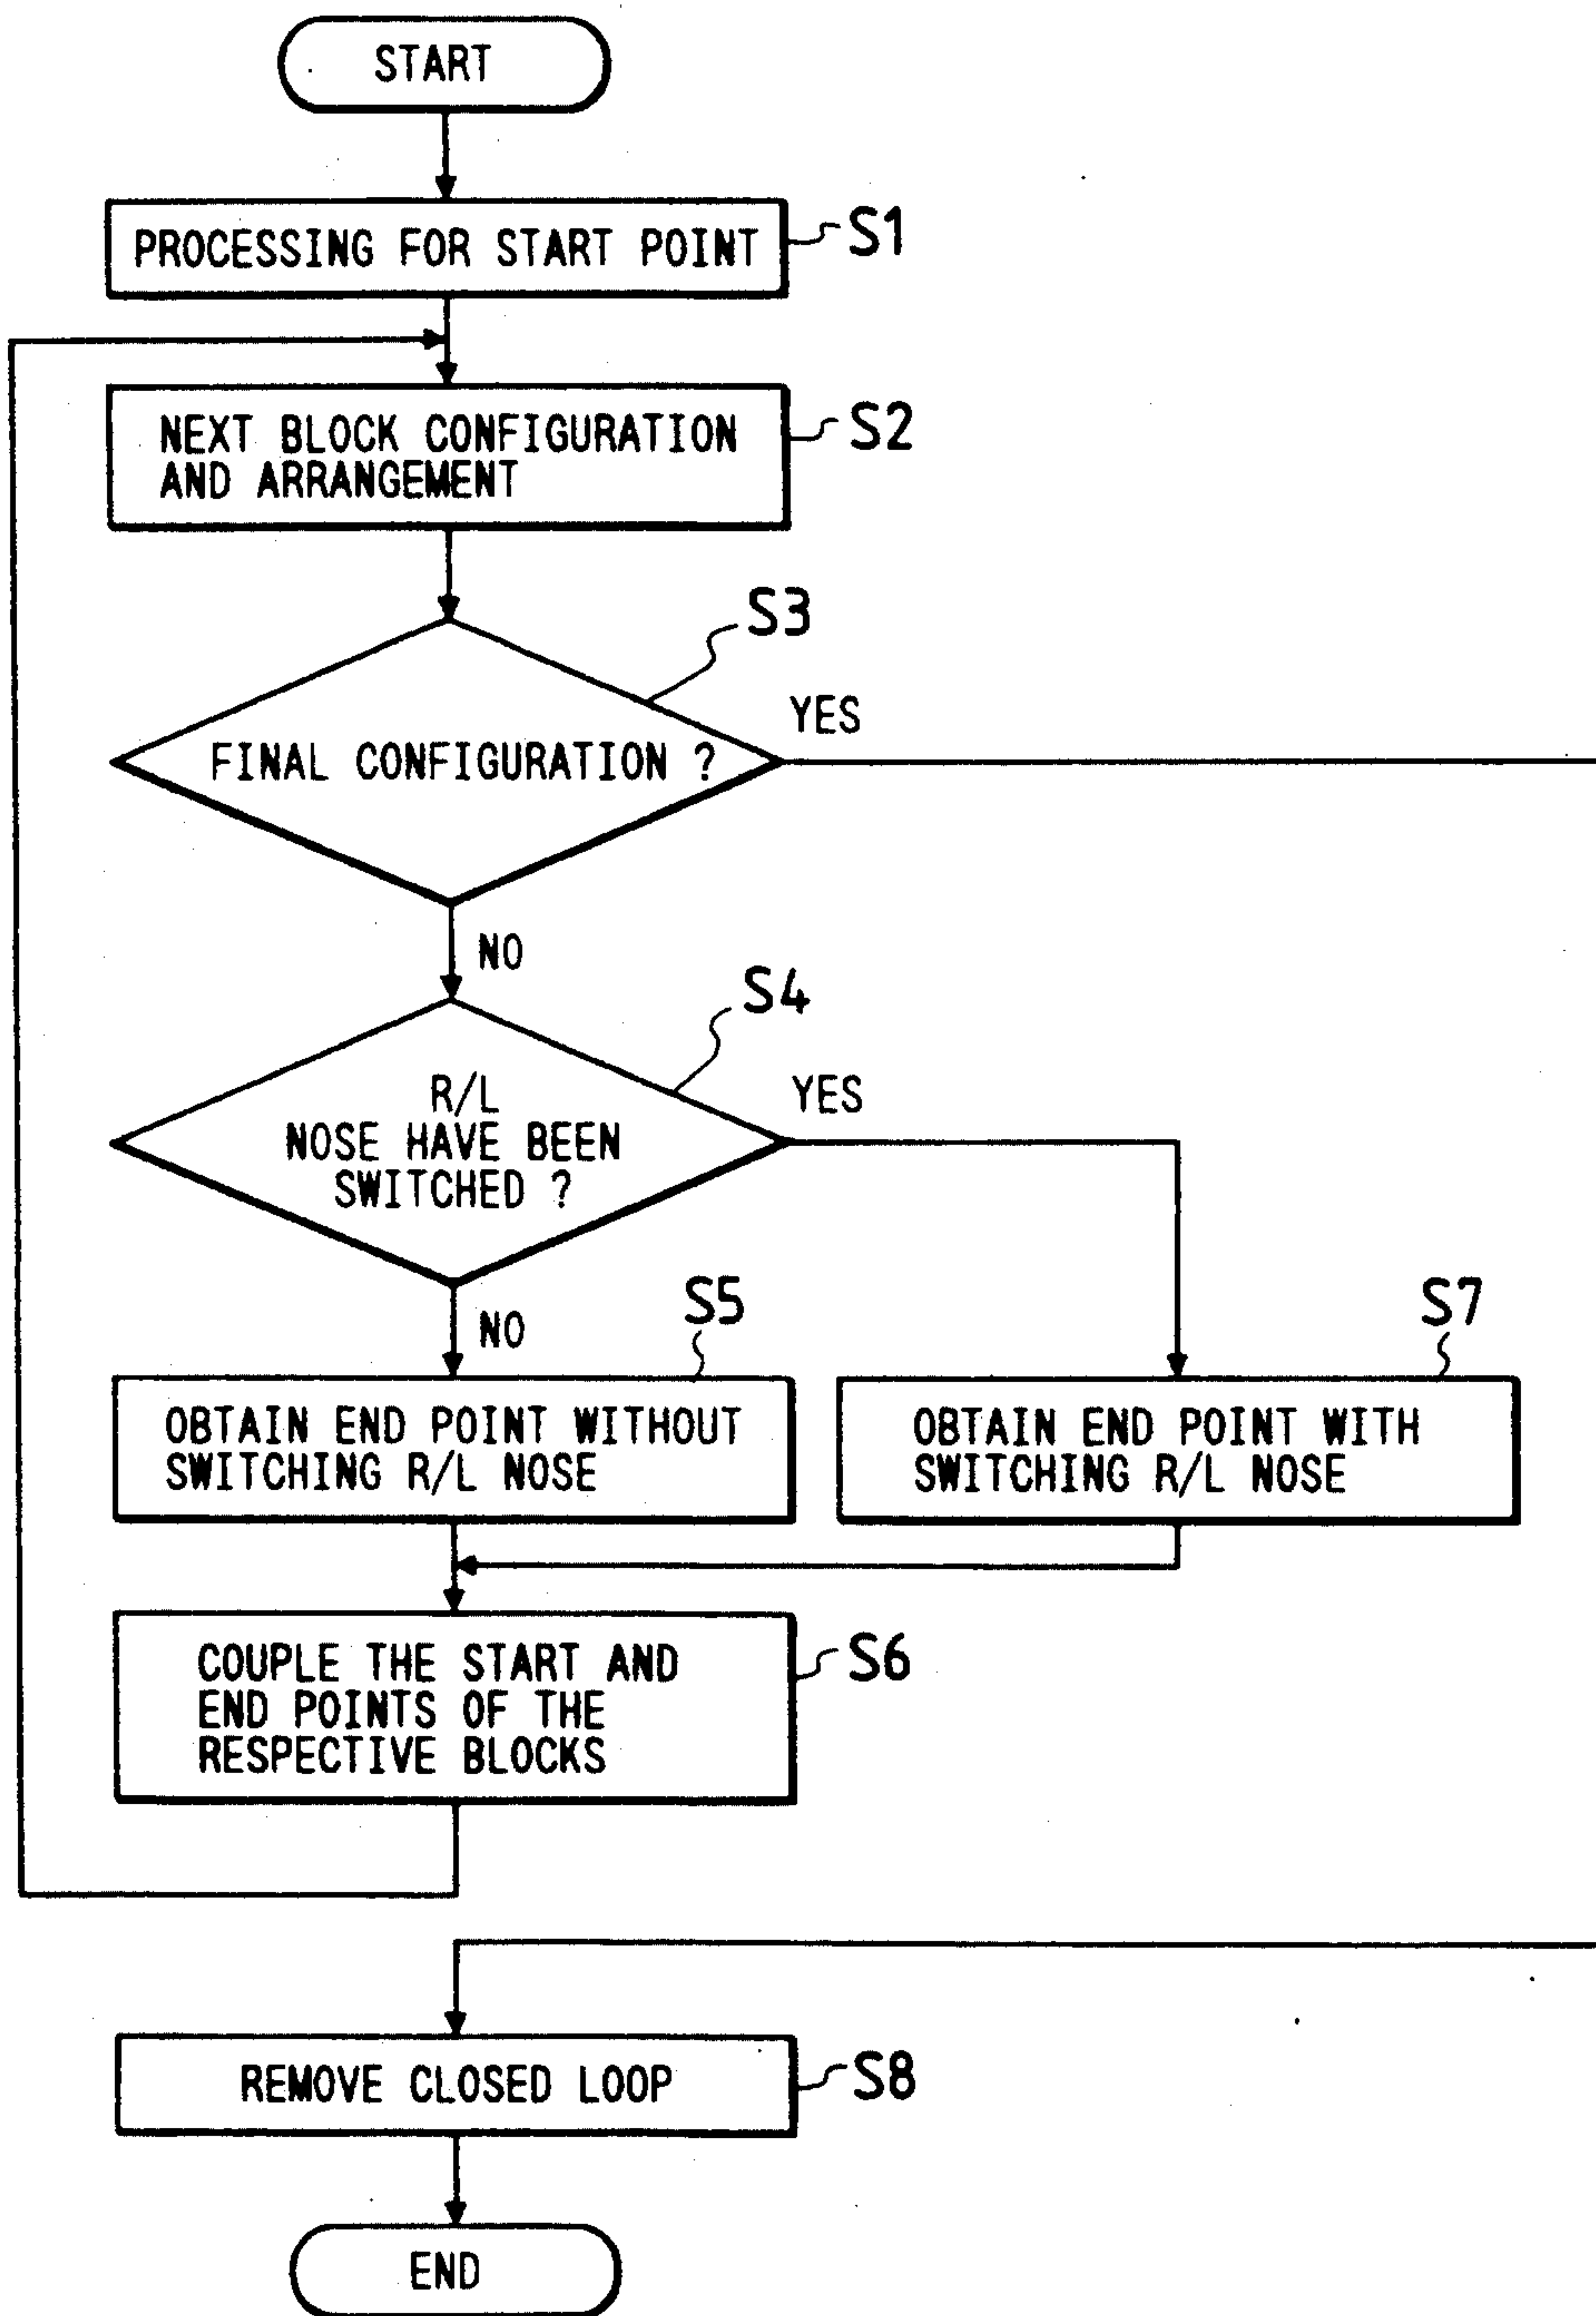 START
PROCESSING FOR START POINT
S1
NEXT BLOCK CONFIGURATION
AND ARRANGEMENT
S2
S3
FINAL CONFIGURATION ?
YES
NO
S4
R/L
NOSE HAVE BEEN
SWITCHED ?
YES
NO
S5
OBTAIN END POINT WITHOUT
SWITCHING R/L NOSE
S7
OBTAIN END POINT WITH
SWITCHING R/L NOSE
COUPLE THE START AND
END POINTS OF THE
RESPECTIVE BLOCKS
S6
REMOVE CLOSED LOOP
S8
END